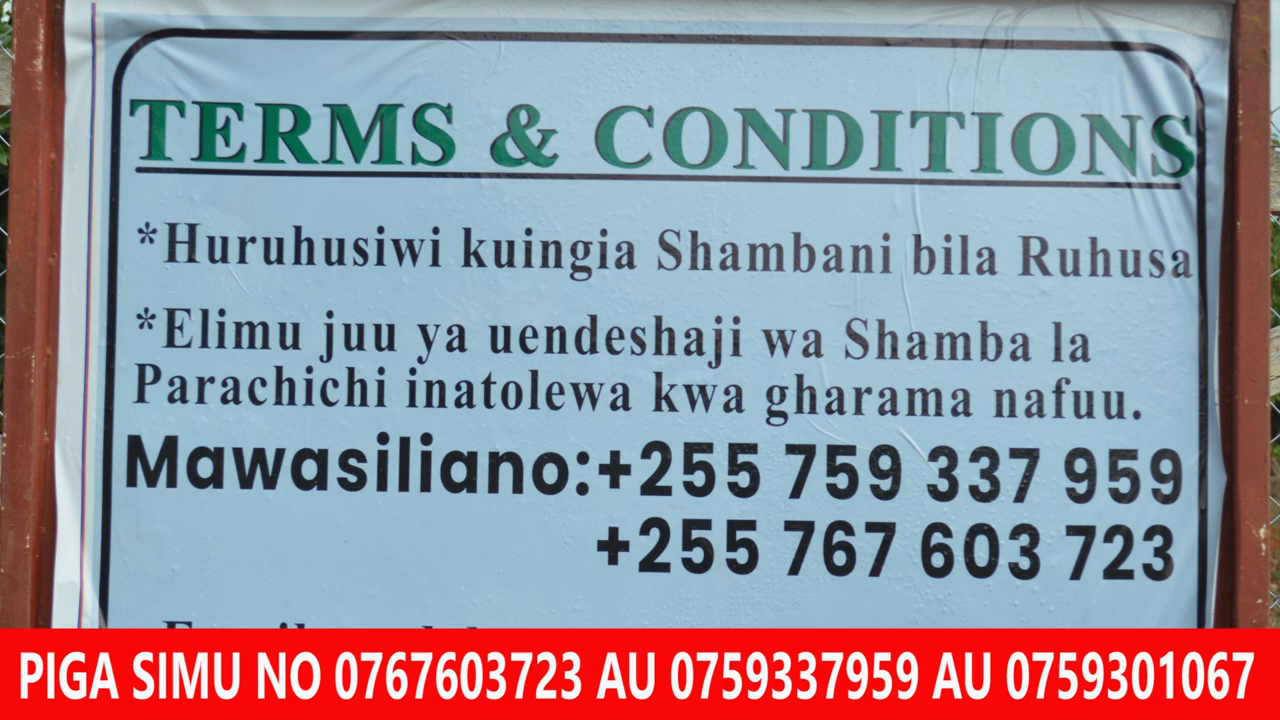 TERMS & CONDITIONS
*Huruhusiwi kuingia Shambani bila Ruhusa
*Elimu juu ya uendeshaji wa Shamba la
Parachichi inatolewa kwa gharama nafuu.
Mawasiliano:+255 759 337 959
+255 767 603 723
PIGA SIMU NO 0767603723 AU 0759337959 AU 0759301067